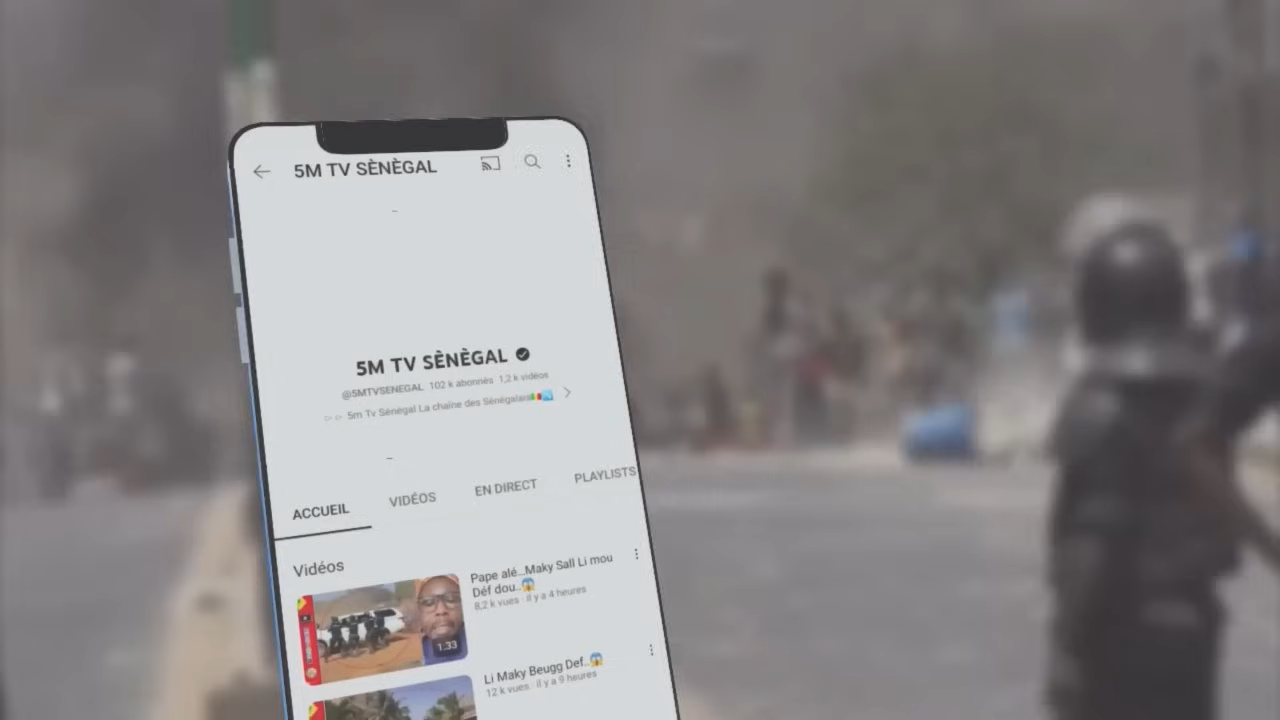 5M TV SÈNÈGAL
5M TV SÈNÈGAL
@5MTVSENEGAL 102 k abonnés 1,2 k vidéos
5m Tv Sénégal La chaîne des Sénégalais
ACCUEIL
VIDÉOS
EN DIRECT
PLAYLISTS
Vidéos
Pape alé...Maky Sall Li mou
Déf dou..😱
8,2 k vues · il y a 4 heures
1:33
Li Maky Beugg Def..😱
12 k vues · il y a 9 heures